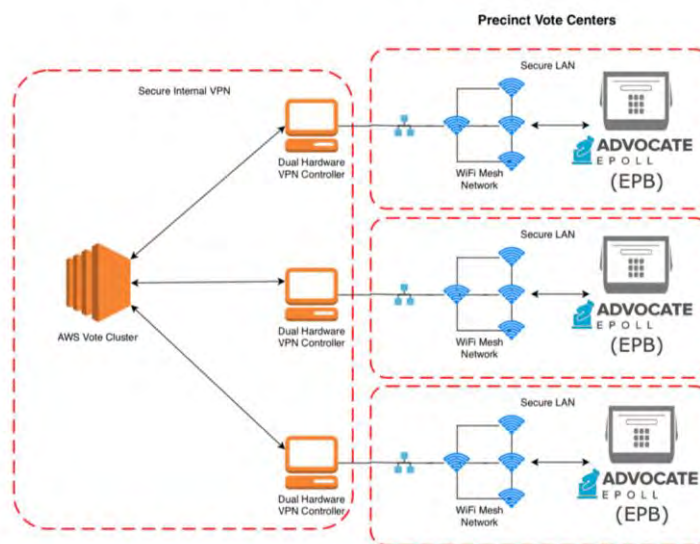 Precinct Vote Centers
Secure Internal VPN
AWS Vote Cluster
Dual Hardware
VPN Controller
Secure LAN
WiFi Mesh
Network
ADVOCATE
EPOLL
(EPB)
Dual Hardware
VPN Controller
Secure LAN
WiFi Mesh
Network
ADVOCATE
EPOLL
(EPB)
Dual Hardware
VPN Controller
Secure LAN
WiFi Mesh
Network
ADVOCATE
EPOLL
(EPB)